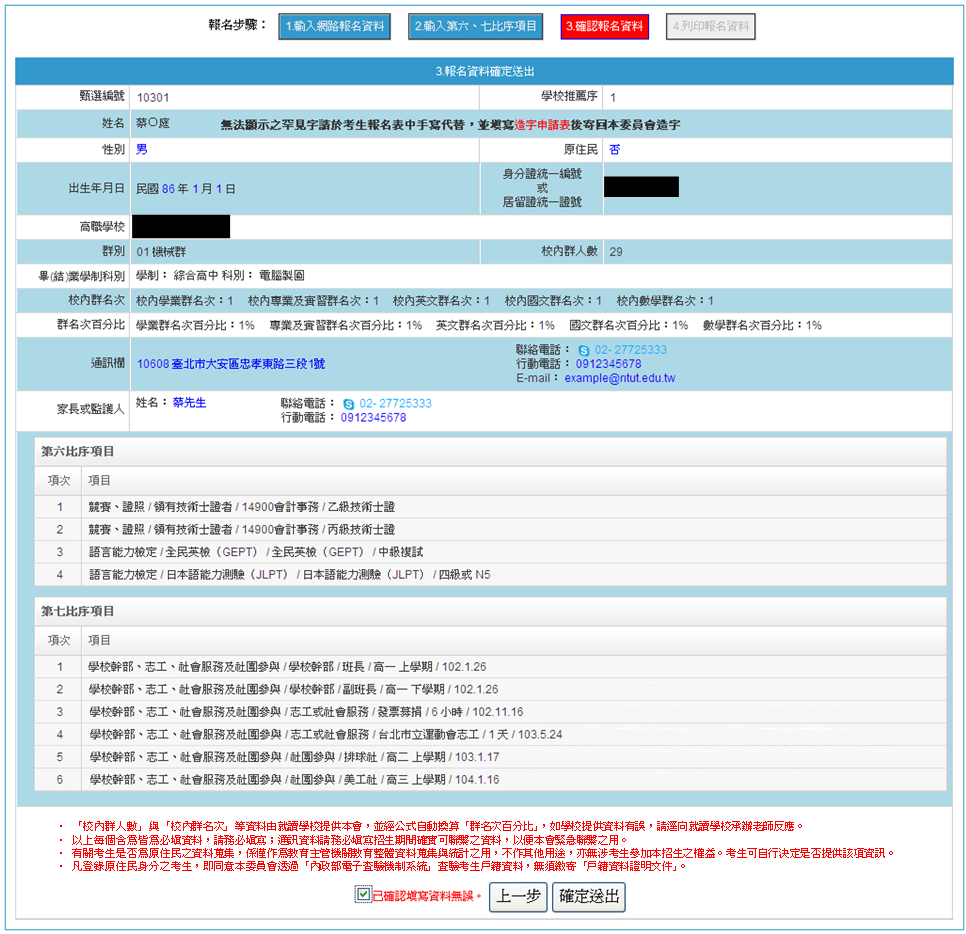 報名步驟： 1.輸入網路報名資料 2.輸入第六、七比序項目 3.確認報名資料 4.列印報名資料
3.報名資料確定送出
甄選編號 10301 學校推薦序 1
姓名 蔡○庭 無法顯示之罕見字請於考生報名表中手寫代替，並填寫造字申請表後寄回本委員會造字
性別 男 原住民 否
出生年月日 民國 86 年 1 月 1 日 身分證統一編號
或
居留證統一證號
高職學校
群別 01 機械群 校內群人數 29
畢(結)業學制科別 學制： 綜合高中 科別： 電腦製圖
校內群名次 校內學業群名次：1 校內專業及實習群名次：1 校內英文群名次：1 校內國文群名次：1 校內數學群名次：1
群名次百分比 學業群名次百分比：1% 專業及實習群名次百分比：1% 英文群名次百分比：1% 國文群名次百分比：1% 數學群名次百分比：1%
通訊欄 10608 臺北市大安區忠孝東路三段1號 聯絡電話： 02- 27725333
行動電話： 0912345678
E-mail： example@ntut.edu.tw
家長或監護人 姓名： 蔡先生 聯絡電話： 02- 27725333
行動電話： 0912345678
第六比序項目
項次 項目
1 競賽、證照 / 領有技術士證者 / 14900會計事務 / 乙級技術士證
2 競賽、證照 / 領有技術士證者 / 14900會計事務 / 丙級技術士證
3 語言能力檢定 / 全民英檢（GEPT） / 全民英檢（GEPT） / 中級複試
4 語言能力檢定 / 日本語能力測驗（JLPT） / 日本語能力測驗（JLPT） / 四級或 N5
第七比序項目
項次 項目
1 學校幹部、志工、社會服務及社團參與 / 學校幹部 / 班長 / 高一 上學期 / 102.1.26
2 學校幹部、志工、社會服務及社團參與 / 學校幹部 / 副班長 / 高一 下學期 / 102.1.26
3 學校幹部、志工、社會服務及社團參與 / 志工或社會服務 / 發票募捐 / 6 小時 / 102.11.16
4 學校幹部、志工、社會服務及社團參與 / 志工或社會服務 / 台北市立運動會志工 / 1 天 / 103.5.24
5 學校幹部、志工、社會服務及社團參與 / 社團參與 / 排球社 / 高二 上學期 / 103.1.17
6 學校幹部、志工、社會服務及社團參與 / 社團參與 / 美工社 / 高三 上學期 / 104.1.16
‧ 「校內群人數」與「校內群名次」等資料由就讀學校提供本會，並經公式自動換算「群名次百分比」，如學校提供資料有誤，請逕向就讀學校承辦老師反應。
‧ 以上每個含為皆為必填資料，請務必填寫；通訊資料請務必填寫招生期間確實可聯繫之資料，以便本會緊急聯繫之用。
‧ 有關考生是否為原住民之資料蒐集，係僅作為教育主管機關教育整體資料蒐集與統計之用，不作其他用途，亦無涉考生參加本招生之權益。考生可自行決定是否提供該項資訊。
‧ 凡登錄原住民身分之考生，即同意本委員會透過「內政部電子查驗機制系統」查驗考生戶籍資料，無須繳寄「戶籍資料證明文件」。
已確認填寫資料無誤。 上一步 確定送出